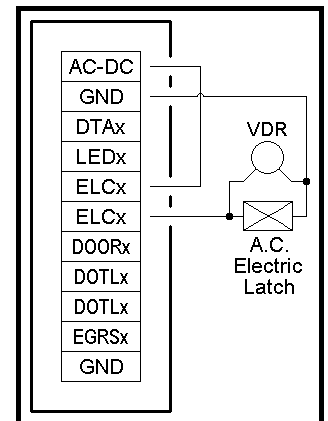 AC-DC
GND
DTAx
LEDx
ELCx
ELCx
DOORx
DOTLx
DOTLx
EGRSx
GND
VDR
A.C.
Electric
Latch